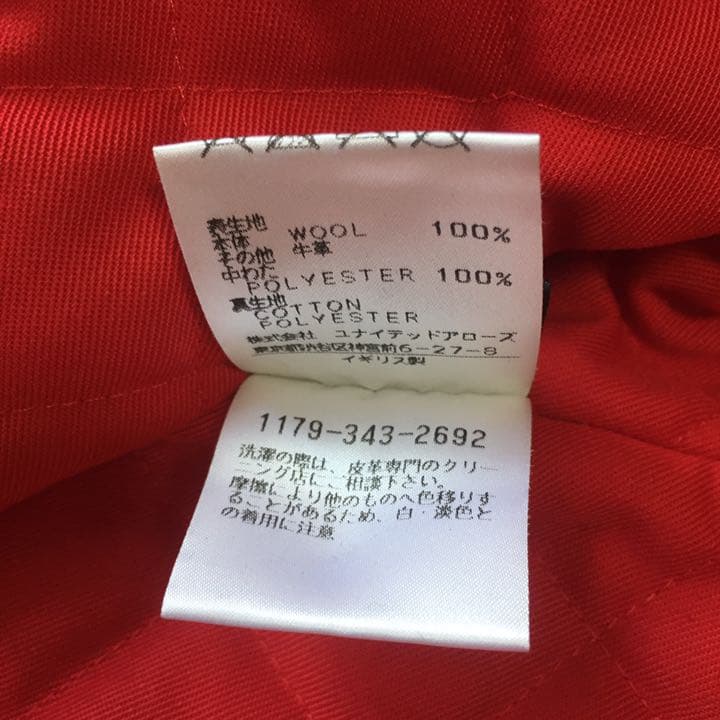 表生地
本体 WOOL 100%
その他 牛革
中わた
POLYESTER 100%
裏生地
COTTON
POLYESTER
株式会社 ユナイテッドアローズ
東京都渋谷区神宮前6-27-8
イギリス製
1179-343-2692
洗濯の際は、皮革専門のクリー
ニング店にご相談下さい。
摩擦により他のものへ色移りす
ることがあるため、白・淡色と
の着用に注意